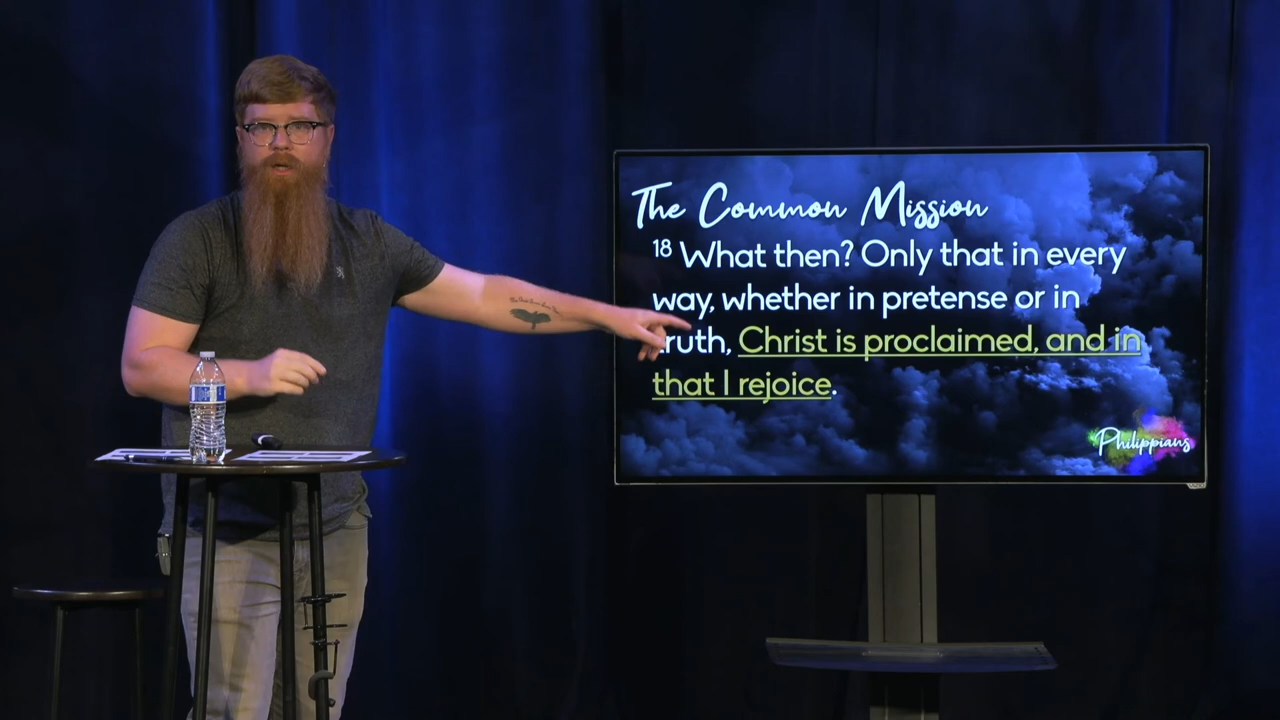 The Common Mission
18 What then? Only that in every
way, whether in pretense or in
truth, Christ is proclaimed, and in
that I rejoice.
Philippians